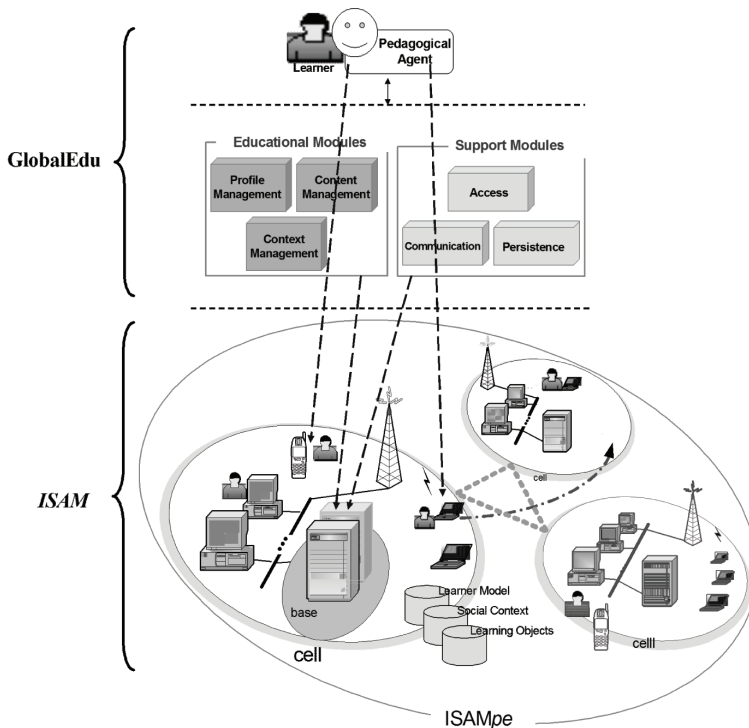 Pedagogical
Agent
Learner
GlobalEdu
Educational Modules
Support Modules
Profile
Management
Content
Management
Context
Management
Access
Communication
Persistence
ISAM
cell
cell
base
Learner Model
Social Context
Learning Objects
cell
ISAMpe